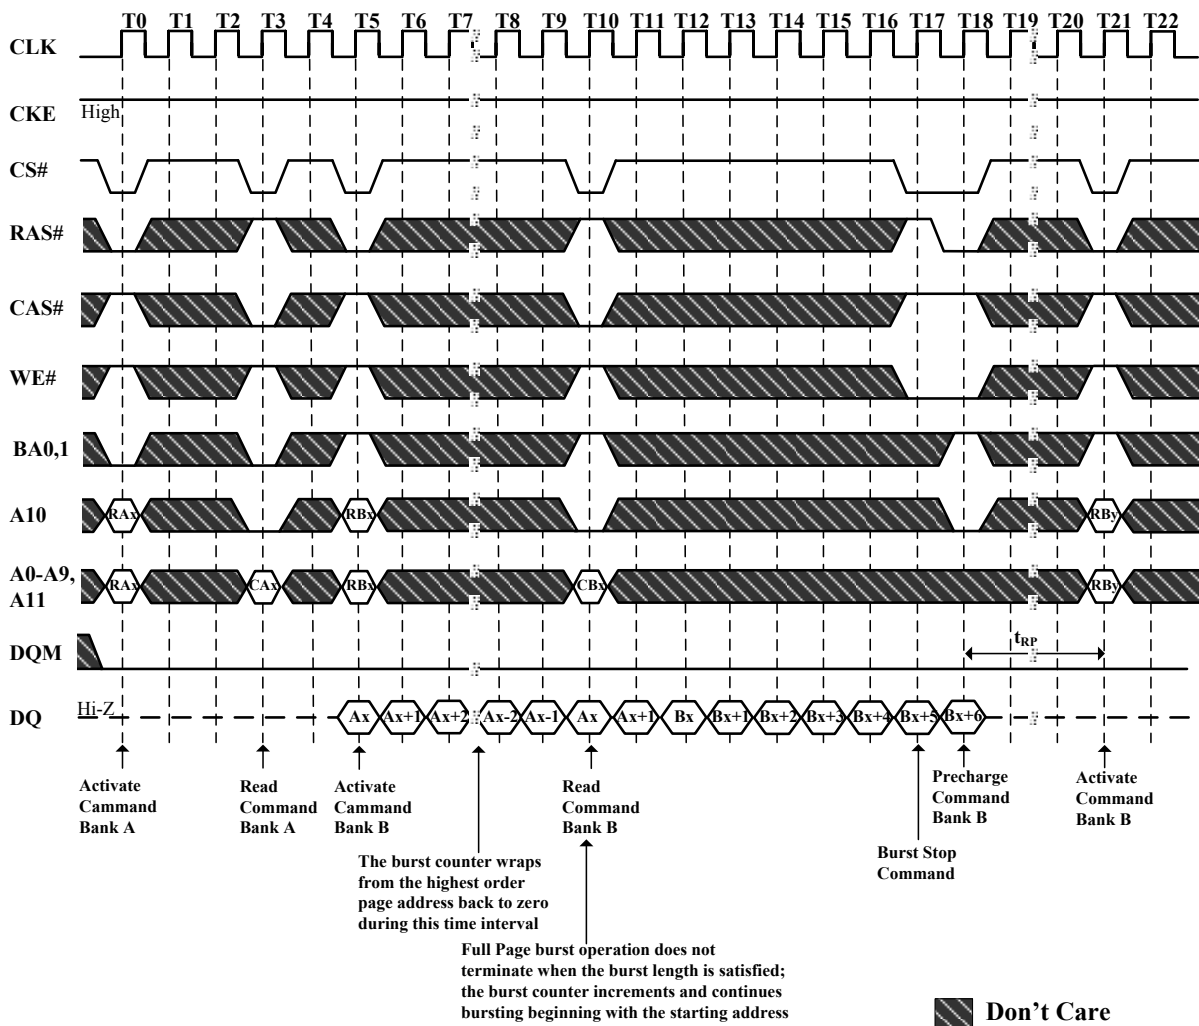 T0 T1 T2 T3 T4 T5 T6 T7 T8 T9 T10 T11 T12 T13 T14 T15 T16 T17 T18 T19 T20 T21 T22
CLK
CKE High
CS#
RAS#
CAS#
WE#
BA0,1
A10 RAx RBx RBy
A0-A9,
A11 RAx CAx RBx CBx RBy
DQM tRP
DQ Hi-Z Ax Ax+1 Ax+2 Ax-2 Ax-1 Ax Ax+1 Bx Bx+1 Bx+2 Bx+3 Bx+4 Bx+5 Bx+6
Activate
Cammand
Bank A
Read
Command
Bank A
Activate
Cammand
Bank B
Read
Command
Bank B
Precharge
Command
Bank B
Activate
Command
Bank B
The burst counter wraps
from the highest order
page address back to zero
during this time interval
Burst Stop
Command
Full Page burst operation does not
terminate when the burst length is satisfied;
the burst counter increments and continues
bursting beginning with the starting address
Don't Care